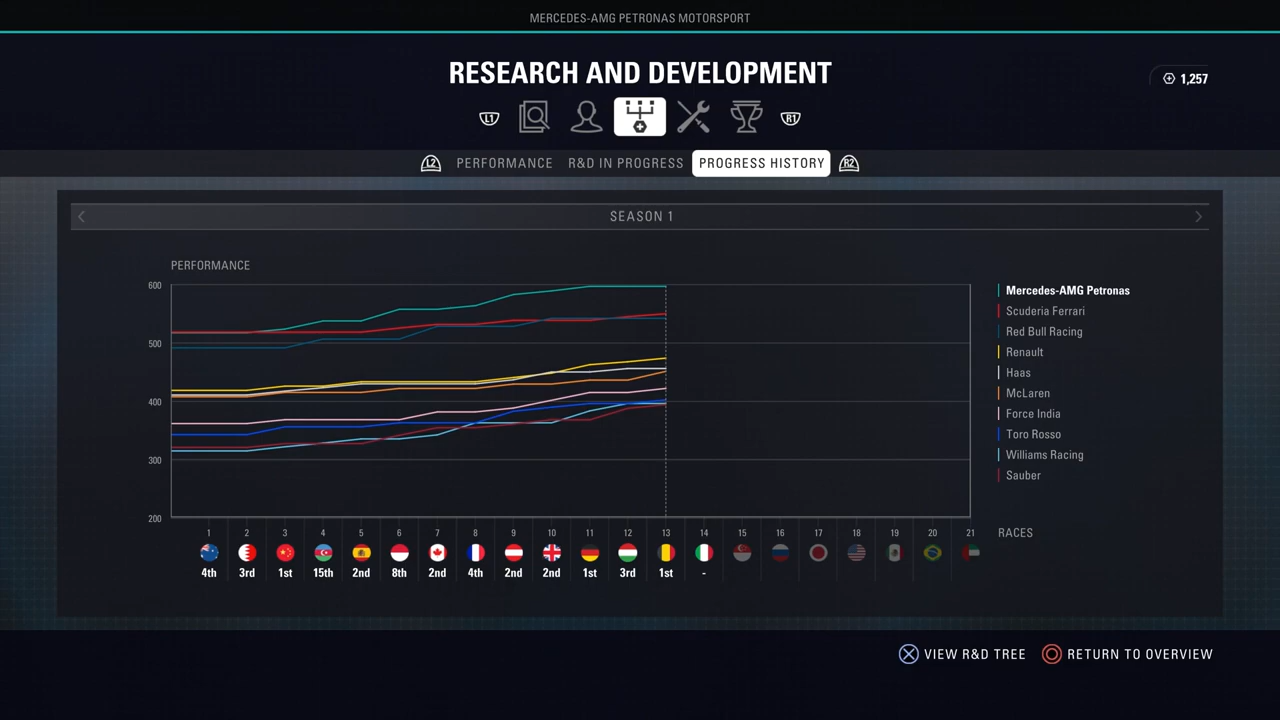 MERCEDES-AMG PETRONAS MOTORSPORT
RESEARCH AND DEVELOPMENT
1,257
L1 R1
L2 PERFORMANCE R&D IN PROGRESS PROGRESS HISTORY R2
SEASON 1
PERFORMANCE
600
500
400
300
200
Mercedes-AMG Petronas
Scuderia Ferrari
Red Bull Racing
Renault
Haas
McLaren
Force India
Toro Rosso
Williams Racing
Sauber
1 2 3 4 5 6 7 8 9 10 11 12 13 14 15 16 17 18 19 20 21 RACES
4th 3rd 1st 15th 2nd 8th 2nd 4th 2nd 2nd 1st 3rd 1st -
VIEW R&D TREE RETURN TO OVERVIEW